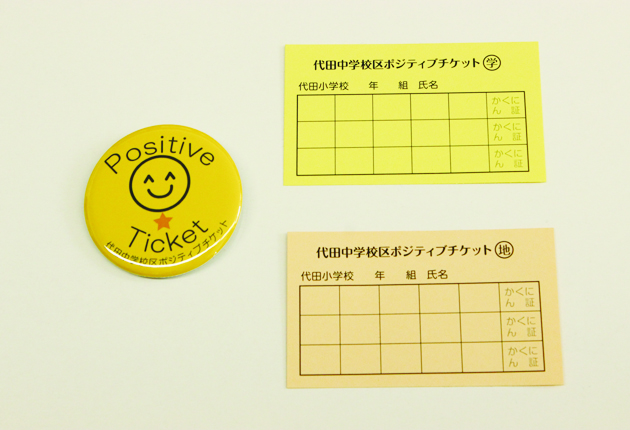 Positive
Ticket
代田中学校区ポジティブチケット
代田中学校区ポジティブチケット 学
代田小学校 年 組 氏名
かくに
ん 証
かくに
ん 証
かくに
ん 証
代田中学校区ポジティブチケット 地
代田小学校 年 組 氏名
かくに
ん 証
かくに
ん 証
かくに
ん 証